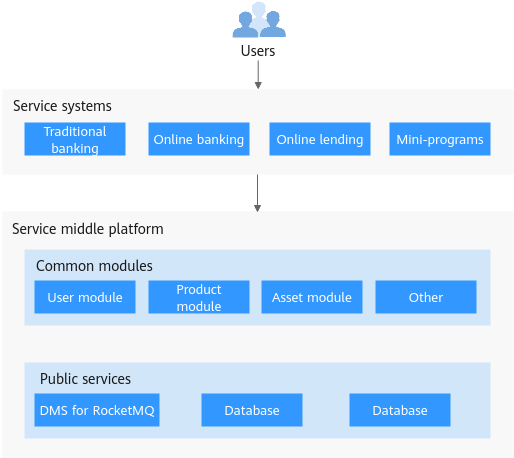 Users
Service systems
Traditional
banking
Online banking
Online lending
Mini-programs
Service middle platform
Common modules
User module
Product
module
Asset module
Other
Public services
DMS for RocketMQ
Database
Database